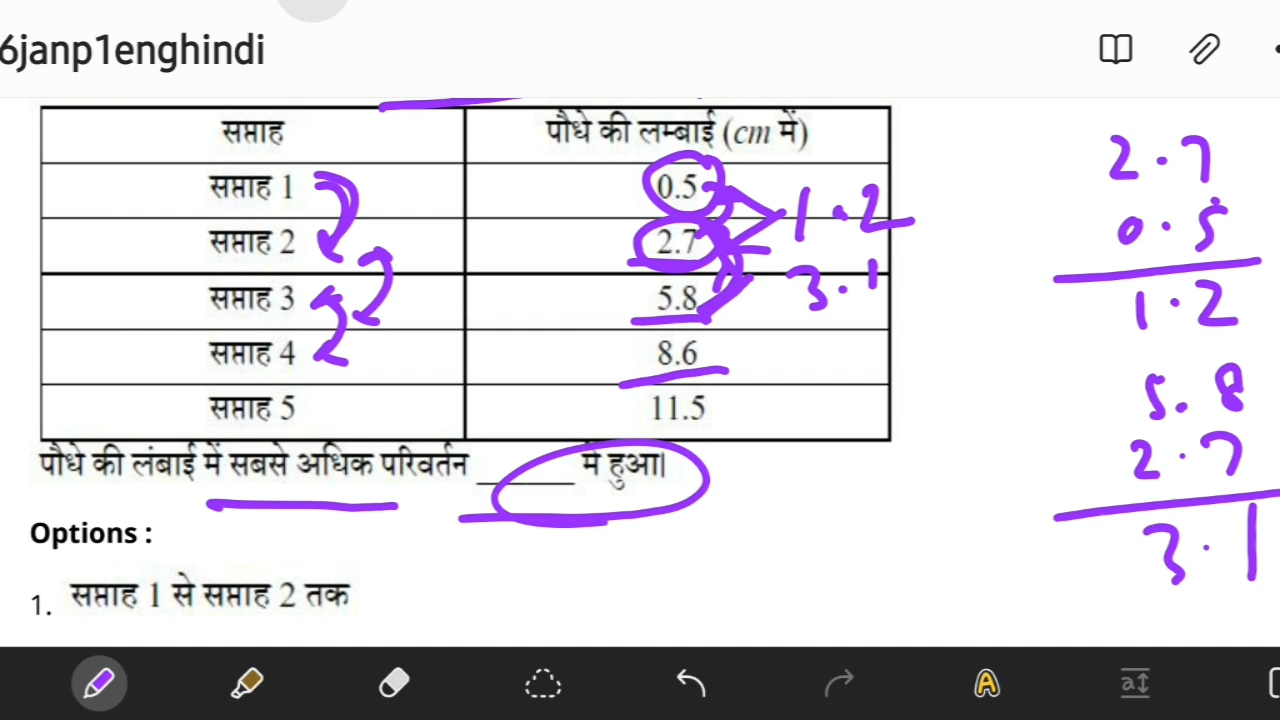 6janp1enghindi
सप्ताह पौधे की लम्बाई (cm में)
सप्ताह 1 0.5
सप्ताह 2 2.7
सप्ताह 3 5.8
सप्ताह 4 8.6
सप्ताह 5 11.5
1.2
3.1
पौधे की लंबाई में सबसे अधिक परिवर्तन ______ में हुआ।
Options :
1. सप्ताह 1 से सप्ताह 2 तक
2.7
0.5
1.2
5.8
2.7
3.1
A
a